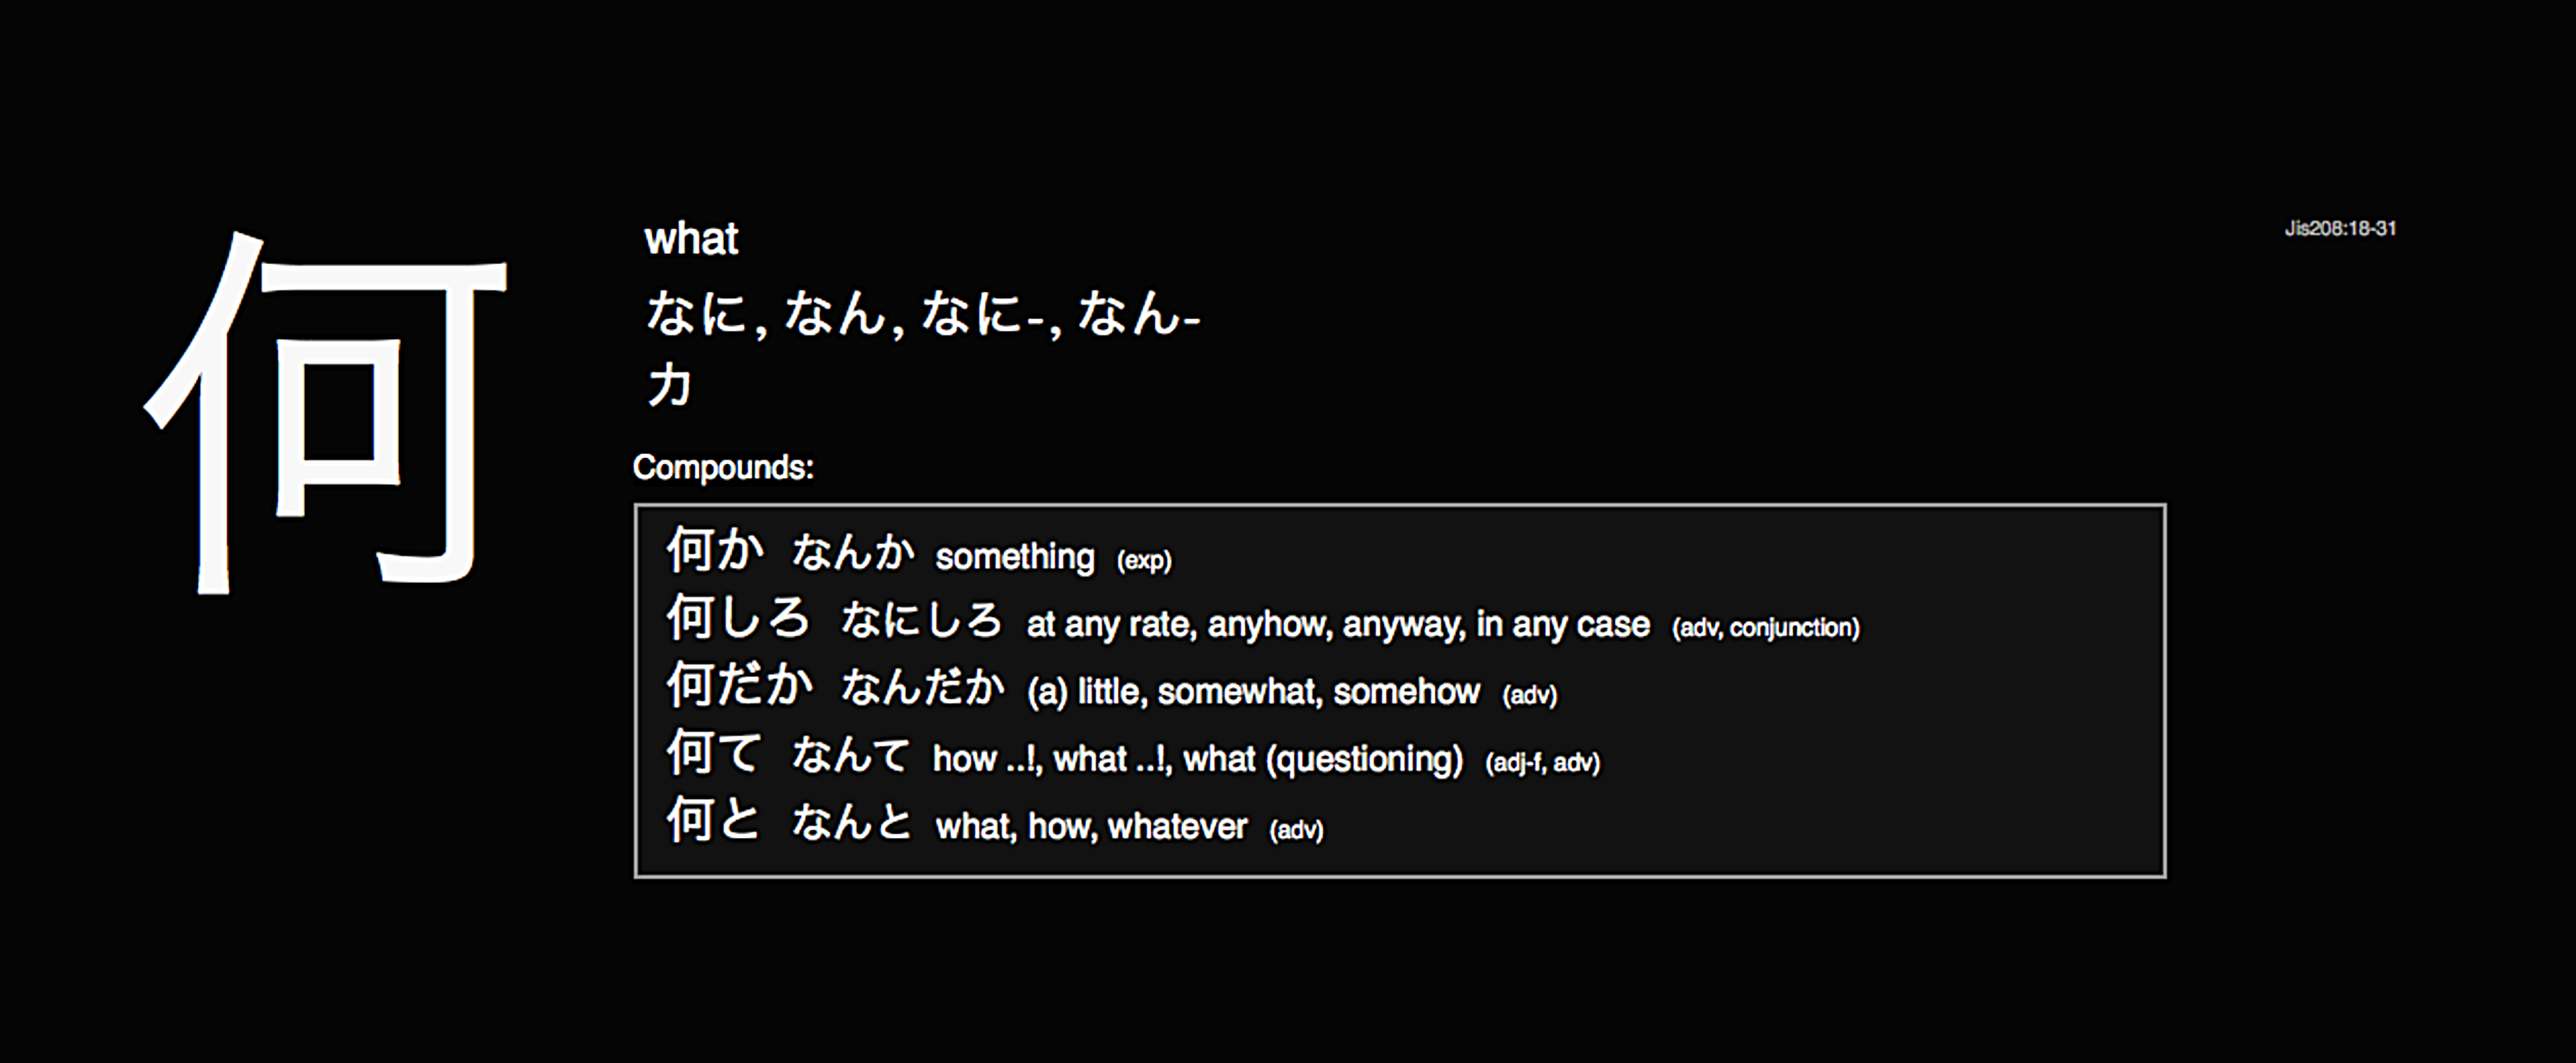 何
what
Jis208:18-31
なに, なん, なに-, なん-
カ
Compounds:
何か なんか something (exp)
何しろ なにしろ at any rate, anyhow, anyway, in any case (adv, conjunction)
何だか なんだか (a) little, somewhat, somehow (adv)
何て なんて how ..!, what ..!, what (questioning) (adj-f, adv)
何と なんと what, how, whatever (adv)